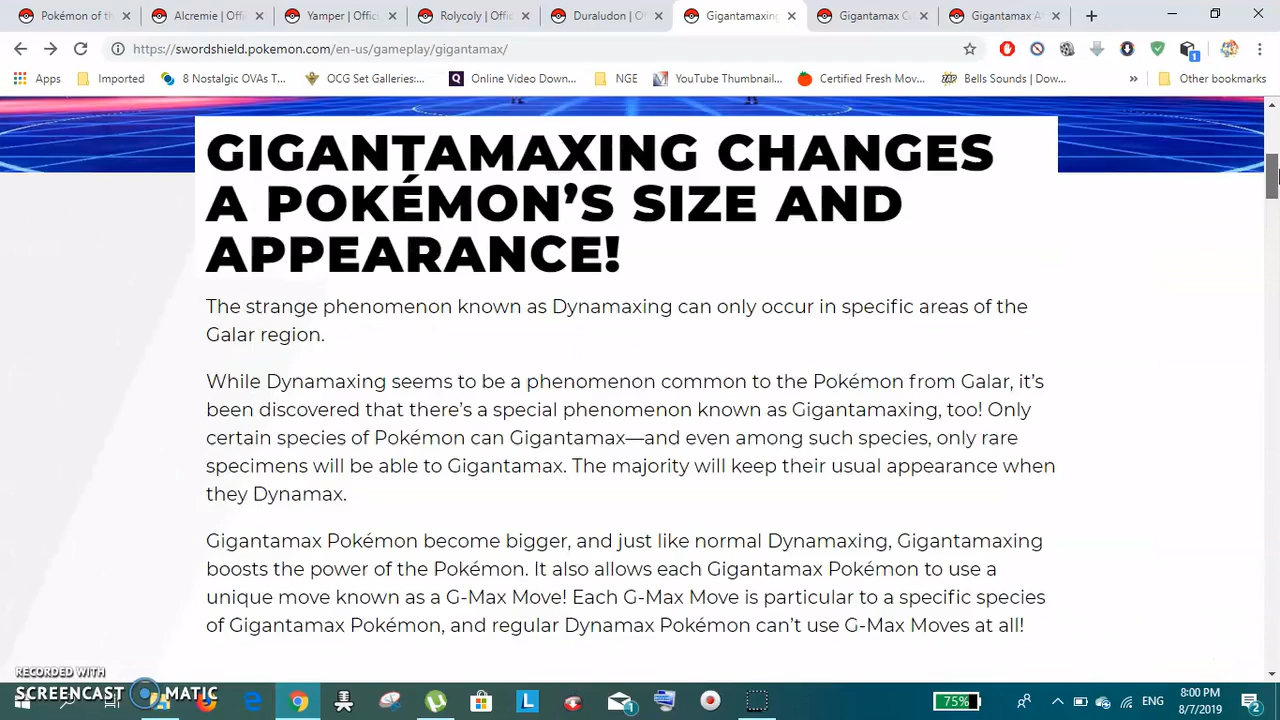 Pokémon of th
Alcremie | Offic
Yamper | Offici
Rolycoly | Offic
Duraludon | O
Gigantamaxing
Gigantamax C
Gigantamax A
https://swordshield.pokemon.com/en-us/gameplay/gigantamax/
Apps
Imported
8 Nostalgic OVAs T...
OCG Set Galleries:...
Online Video Down...
NGE
YouTube Thumbnail...
Certified Fresh Mov...
Bells Sounds | Dow...
Other bookmarks
GIGANTAMAXING CHANGES
A POKÉMON’S SIZE AND
APPEARANCE!
The strange phenomenon known as Dynamaxing can only occur in specific areas of the
Galar region.
While Dynamaxing seems to be a phenomenon common to the Pokémon from Galar, it’s
been discovered that there’s a special phenomenon known as Gigantamaxing, too! Only
certain species of Pokémon can Gigantamax—and even among such species, only rare
specimens will be able to Gigantamax. The majority will keep their usual appearance when
they Dynamax.
Gigantamax Pokémon become bigger, and just like normal Dynamaxing, Gigantamaxing
boosts the power of the Pokémon. It also allows each Gigantamax Pokémon to use a
unique move known as a G-Max Move! Each G-Max Move is particular to a specific species
of Gigantamax Pokémon, and regular Dynamax Pokémon can’t use G-Max Moves at all!
RECORDED WITH
SCREENCAST MATIC
75%
ENG
8:00 PM
8/7/2019